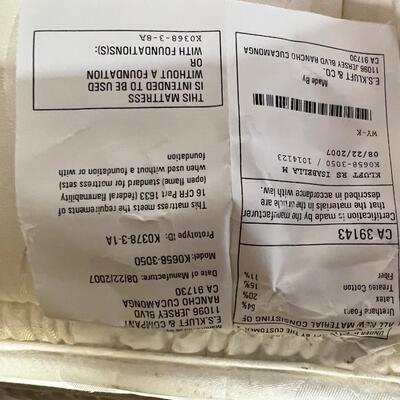 ALL NEW MATERIAL CONSISTING OF
Urethane Foam 54%
Latex 20%
Treated Cotton 15%
Fiber 11%
CA 39143
Certification is made by the manufacturer
that the materials in the article are
described in accordance with law.
KLUFT RS ISABELLA M
K0658-3050 / 1014123
08/22/2007
WY-K
Made By
E.S.KLUFT & CO.
11096 JERSEY BLVD RANCHO CUCAMONGA
CA 91730
E.S.KLUFT & COMPANY
11096 JERSEY BLVD
RANCHO CUCAMONGA
CA 91730
Date of Manufacture: 08/22/2007
Model: K0658-3050
Prototype ID: K0378-3-1A
This mattress meets the requirements of
16 CFR Part 1633 (federal flammability
(open flame) standard for mattress sets)
when used without foundation or with
foundation
THIS MATTRESS
IS INTENDED TO BE USED
WITHOUT A FOUNDATION
OR
WITH FOUNDATION(S):
K0368-3-8A